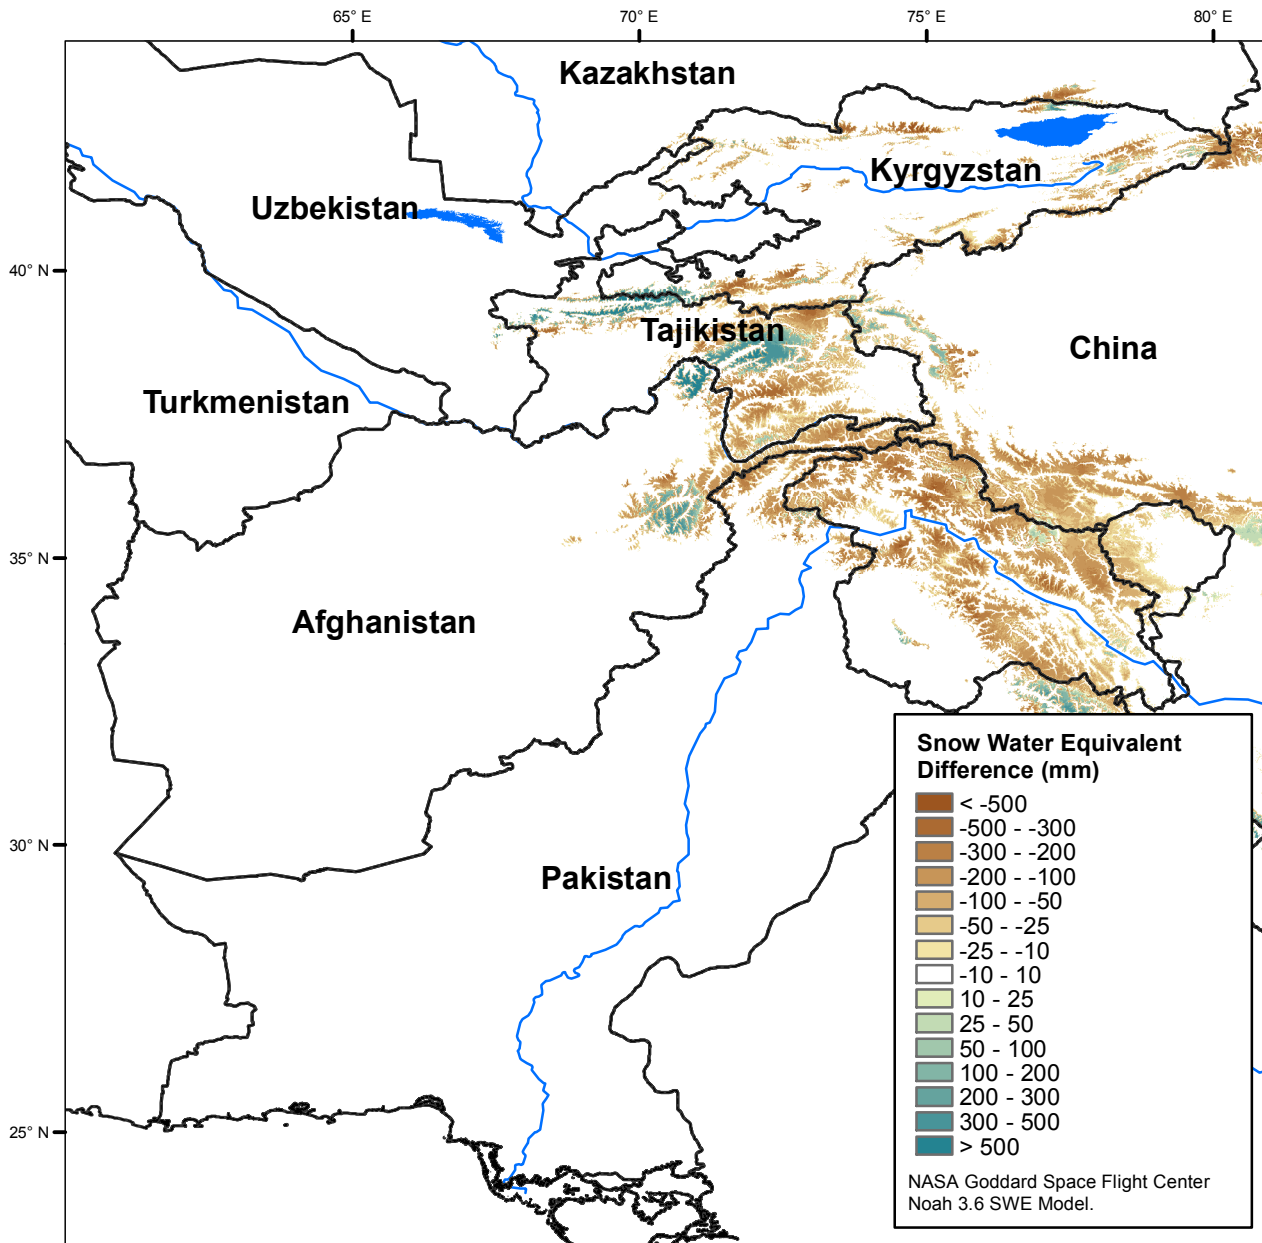 65° E
70° E
75° E
80° E
Kazakhstan
Kyrgyzstan
Uzbekistan
40° N
Tajikistan
China
Turkmenistan
35° N
Afghanistan
Snow Water Equivalent
Difference (mm)
< -500
-500 - -300
-300 - -200
-200 - -100
-100 - -50
-50 - -25
-25 - -10
-10 - 10
10 - 25
25 - 50
50 - 100
100 - 200
200 - 300
300 - 500
> 500
NASA Goddard Space Flight Center
Noah 3.6 SWE Model.
30° N
Pakistan
25° N